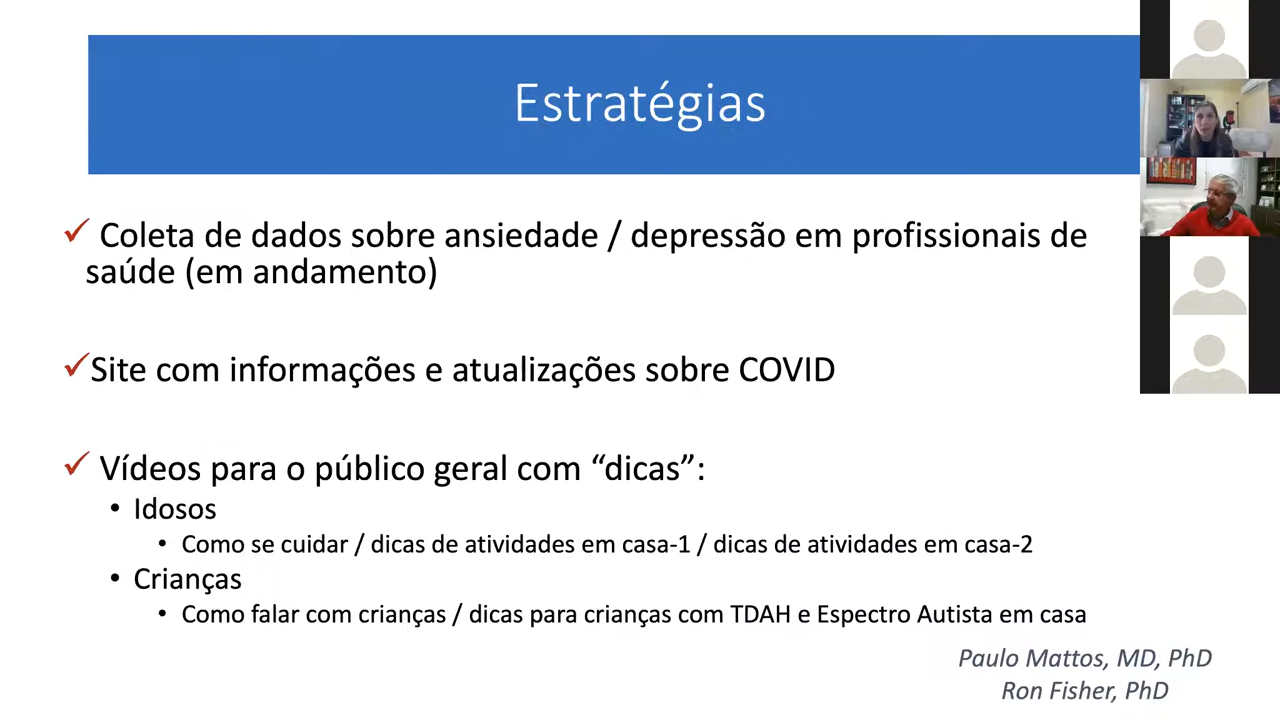 Estratégias
✓ Coleta de dados sobre ansiedade / depressão em profissionais de
saúde (em andamento)
✓Site com informações e atualizações sobre COVID
✓ Vídeos para o público geral com “dicas”:
• Idosos
• Como se cuidar / dicas de atividades em casa-1 / dicas de atividades em casa-2
• Crianças
• Como falar com crianças / dicas para crianças com TDAH e Espectro Autista em casa
Paulo Mattos, MD, PhD
Ron Fisher, PhD